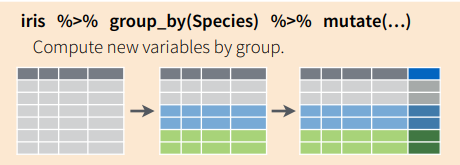 iris %>% group_by(Species) %>% mutate(…)
Compute new variables by group.